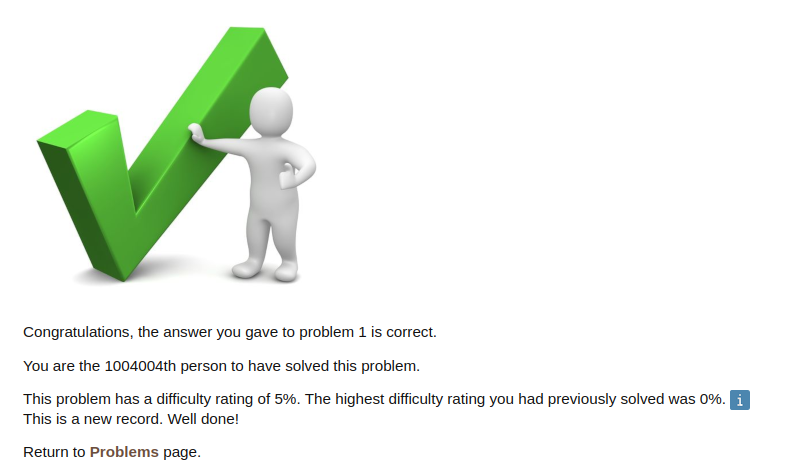 Congratulations, the answer you gave to problem 1 is correct.
You are the 1004004th person to have solved this problem.
This problem has a difficulty rating of 5%. The highest difficulty rating you had previously solved was 0%. i
This is a new record. Well done!
Return to Problems page.